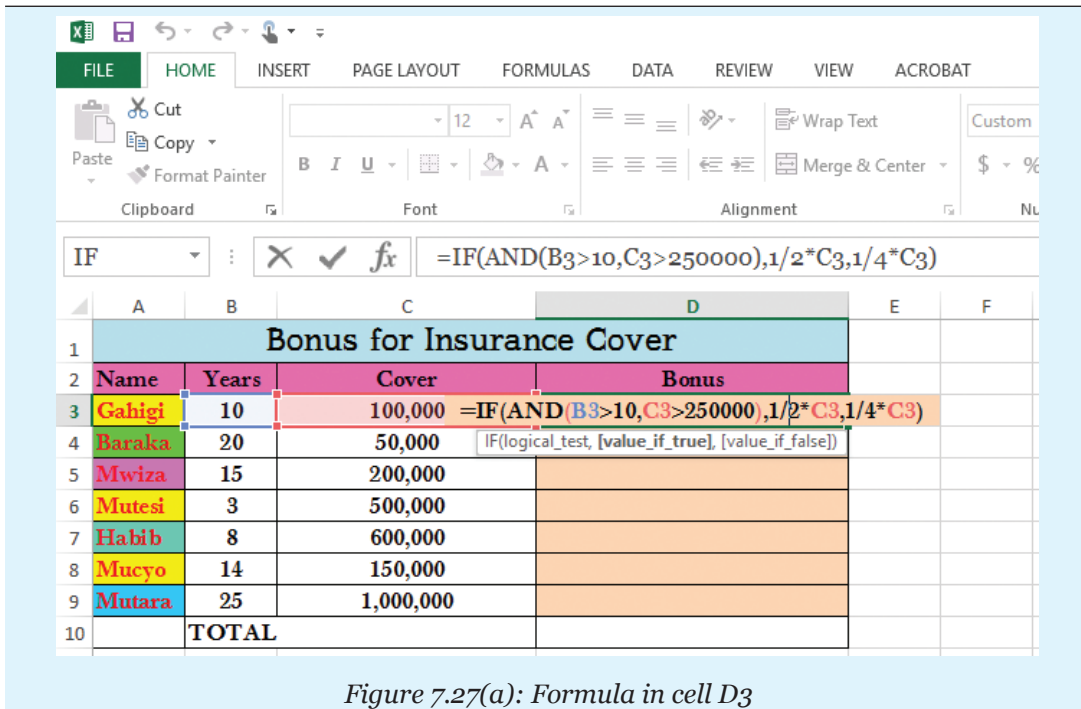 FILE HOME INSERT PAGE LAYOUT FORMULAS DATA REVIEW VIEW ACROBAT
Cut
Copy
Paste
Format Painter
12 A A
Wrap Text
Custom
B I U A
Merge & Center
$ %
Clipboard Font Alignment Nu
IF fx =IF(AND(B3>10,C3>250000),1/2*C3,1/4*C3)
A B C D E F
1 Bonus for Insurance Cover
2 Name Years Cover Bonus
3 Gahigi 10 100,000 =IF(AND(B3>10,C3>250000),1/2*C3,1/4*C3)
IF(logical_test, [value_if_true], [value_if_false])
4 Baraka 20 50,000
5 Mwiza 15 200,000
6 Mutesi 3 500,000
7 Habib 8 600,000
8 Mucyo 14 150,000
9 Mutara 25 1,000,000
10 TOTAL
Figure 7.27(a): Formula in cell D3